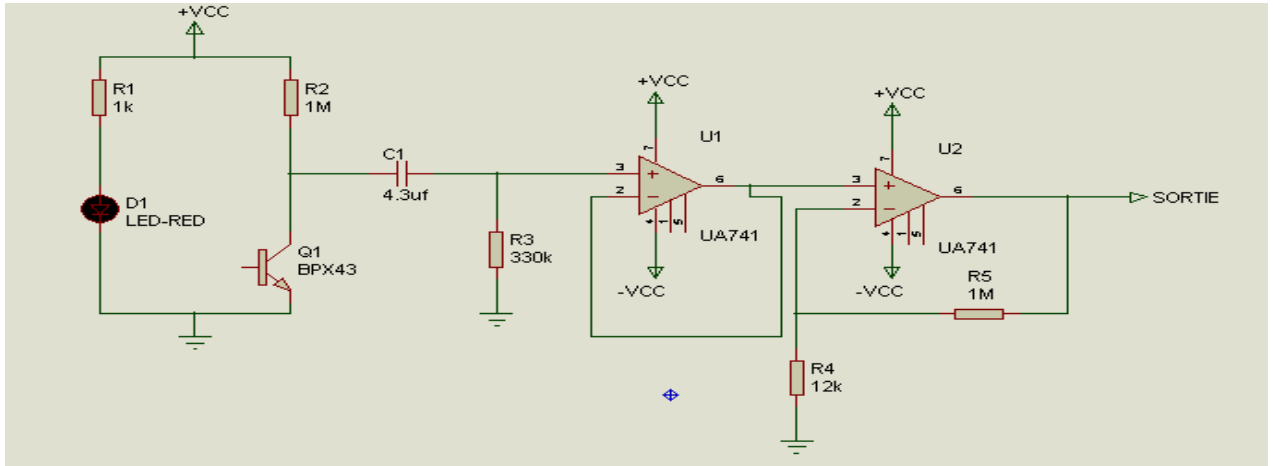 +VCC
R1
1k
R2
1M
D1
LED-RED
Q1
BPX43
C1
4.3uf
R3
330k
+VCC
U1
7
3
2
6
4
1
5
UA741
-VCC
+VCC
U2
7
3
2
6
4
1
5
UA741
-VCC
SORTIE
R5
1M
R4
12k